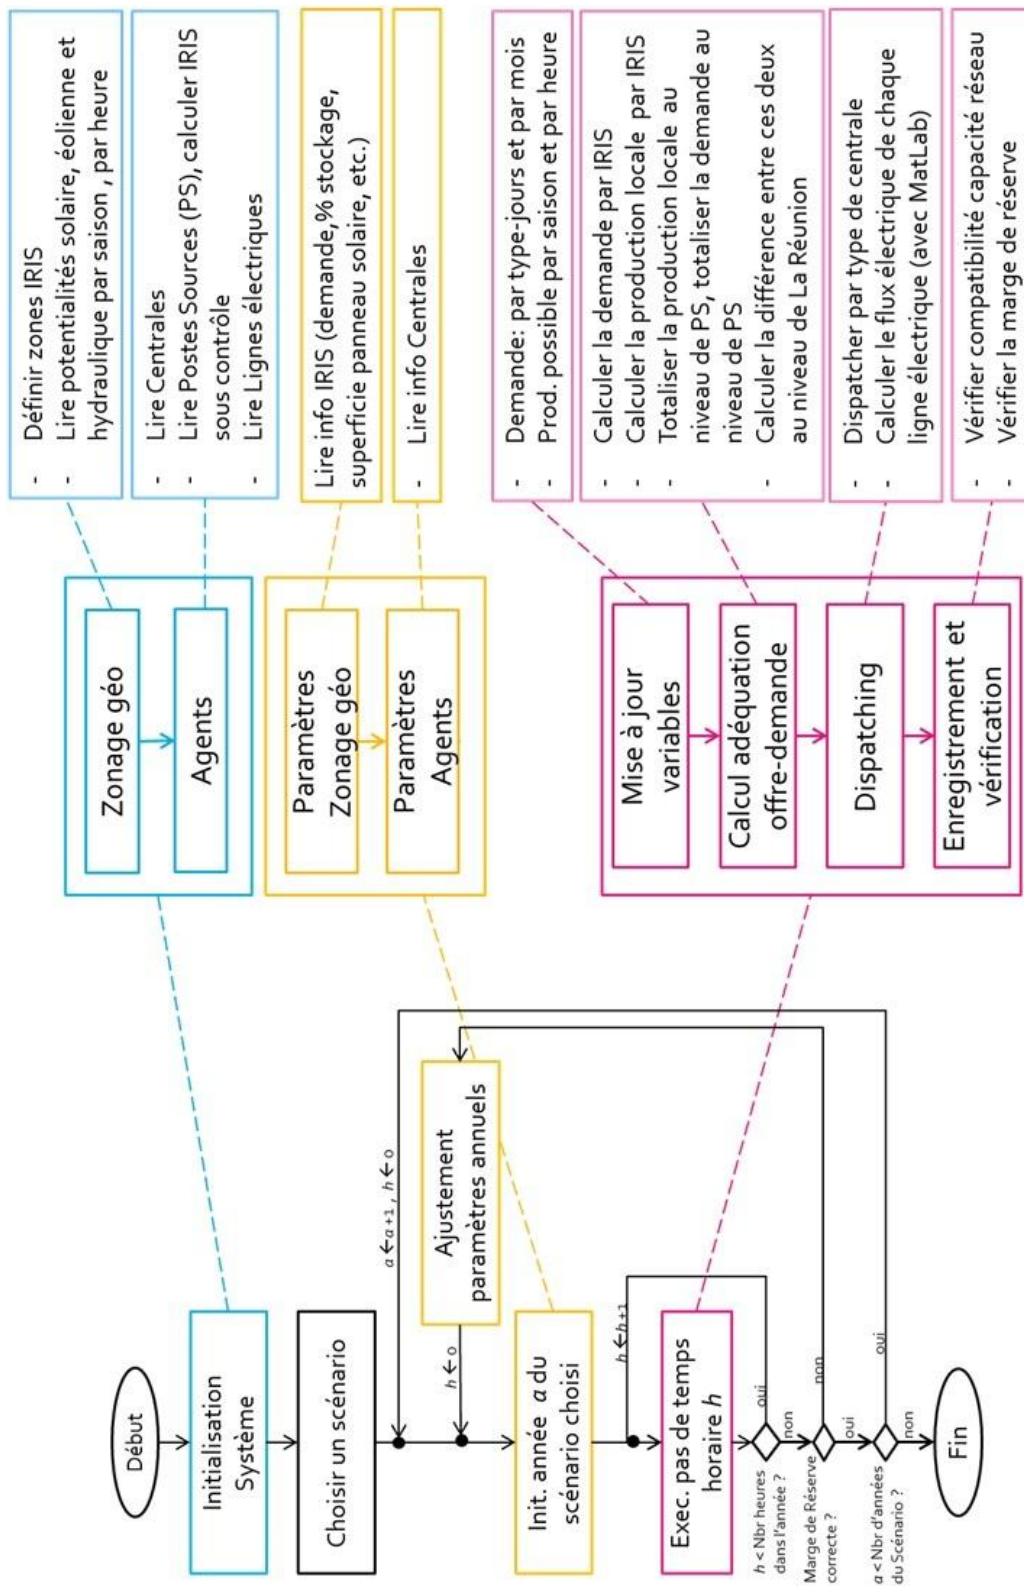 Début
Initialisation
Système
Choisir un scénario
a←a+1 , h←0
Ajustement
paramètres annuels
h←0
Init. année a du
scénario choisi
h←h+1
Exec. pas de temps
horaire h
h < Nbr heures
dans l'année ?
oui
non
Marge de Réserve
correcte ?
non
oui
a < Nbr d'années
du Scénario ?
oui
non
Fin
Zonage géo
Agents
Paramètres
Zonage géo
Paramètres
Agents
Mise à jour
variables
Calcul adéquation
offre-demande
Dispatching
Enregistrement et
vérification
- Définir zones IRIS
- Lire potentialités solaire, éolienne et
hydraulique par saison , par heure
- Lire Centrales
- Lire Postes Sources (PS), calculer IRIS
sous contrôle
- Lire Lignes électriques
Lire info IRIS (demande,% stockage,
superficie panneau solaire, etc.)
- Lire info Centrales
- Demande: par type-jours et par mois
- Prod. possible par saison et par heure
- Calculer la demande par IRIS
- Calculer la production locale par IRIS
- Totaliser la production locale au
niveau de PS, totaliser la demande au
niveau de PS
- Calculer la différence entre ces deux
au niveau de La Réunion
- Dispatcher par type de centrale
- Calculer le flux électrique de chaque
ligne électrique (avec MatLab)
- Vérifier compatibilité capacité réseau
- Vérifier la marge de réserve